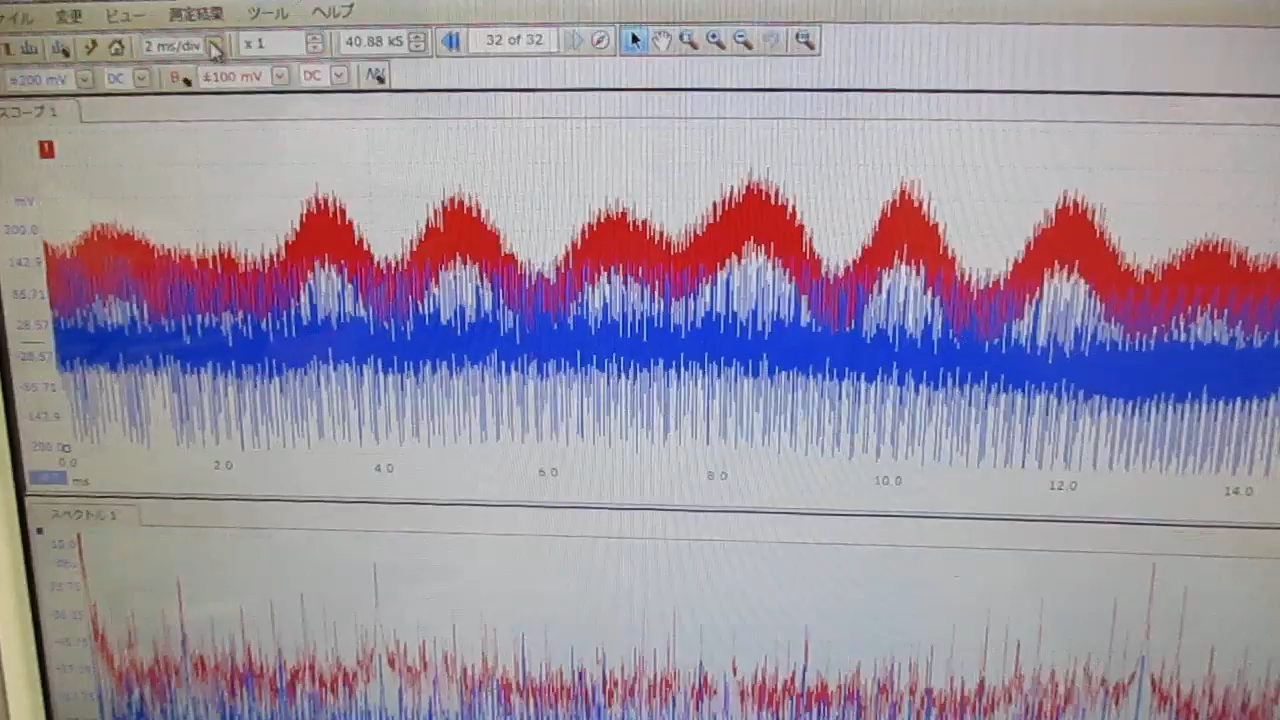 ァイル 変更 ビュー 測定結果 ツール ヘルプ
2 ms/div x 1 40.88 kS 32 of 32
±200 mV DC B ±100 mV DC
スコープ 1
mV
200.0
142.9
85.71
28.57
-28.57
-85.71
-142.9
0.0 2.0 4.0 6.0 8.0 10.0 12.0 14.0
ms
スペクトル 1